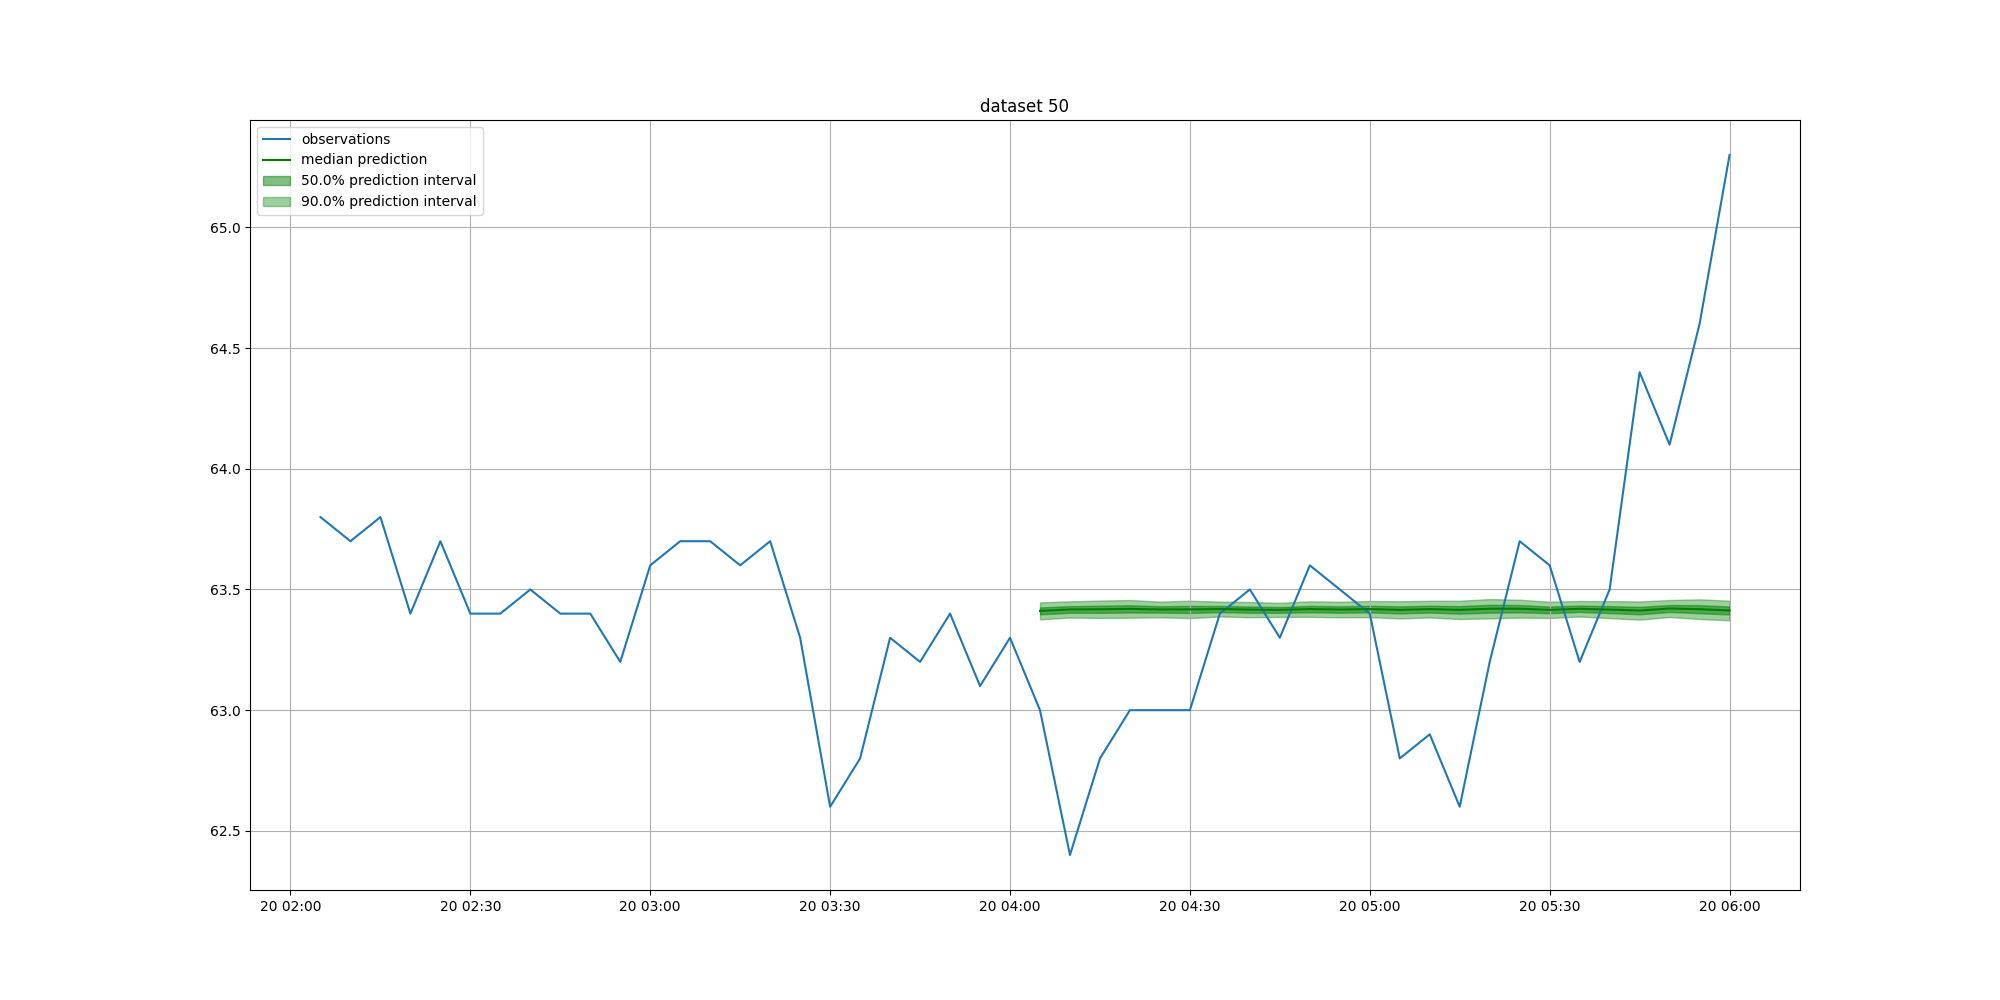 dataset 50
observations
median prediction
50.0% prediction interval
90.0% prediction interval
65.0
64.5
64.0
63.5
63.0
62.5
20 02:00 20 02:30 20 03:00 20 03:30 20 04:00 20 04:30 20 05:00 20 05:30 20 06:00